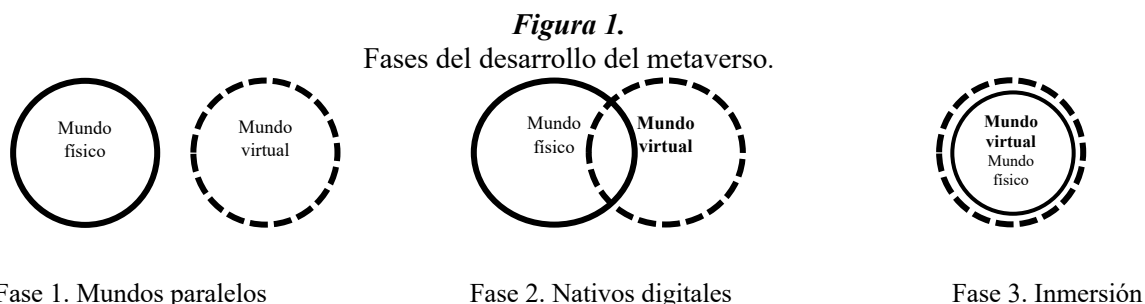 Figura 1.
Fases del desarrollo del metaverso.
Mundo
físico
Mundo
virtual
Mundo
físico
Mundo
virtual
Mundo
virtual
Mundo
físico
Fase 1. Mundos paralelos
Fase 2. Nativos digitales
Fase 3. Inmersión